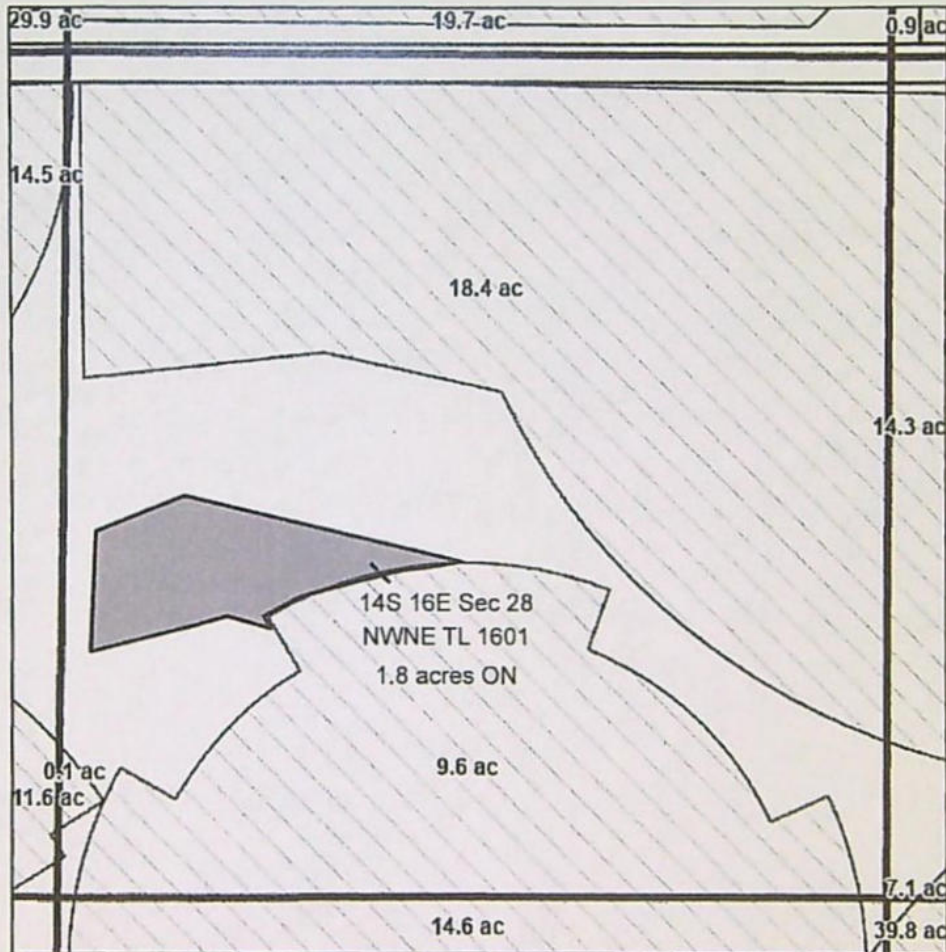 29.9 ac
19.7 ac
0.9 ac
14.5 ac
18.4 ac
14.3 ac
14S 16E Sec 28
NWNE TL 1601
1.8 acres ON
9.6 ac
0.1 ac
11.6 ac
7.1 ac
14.6 ac
39.8 ac